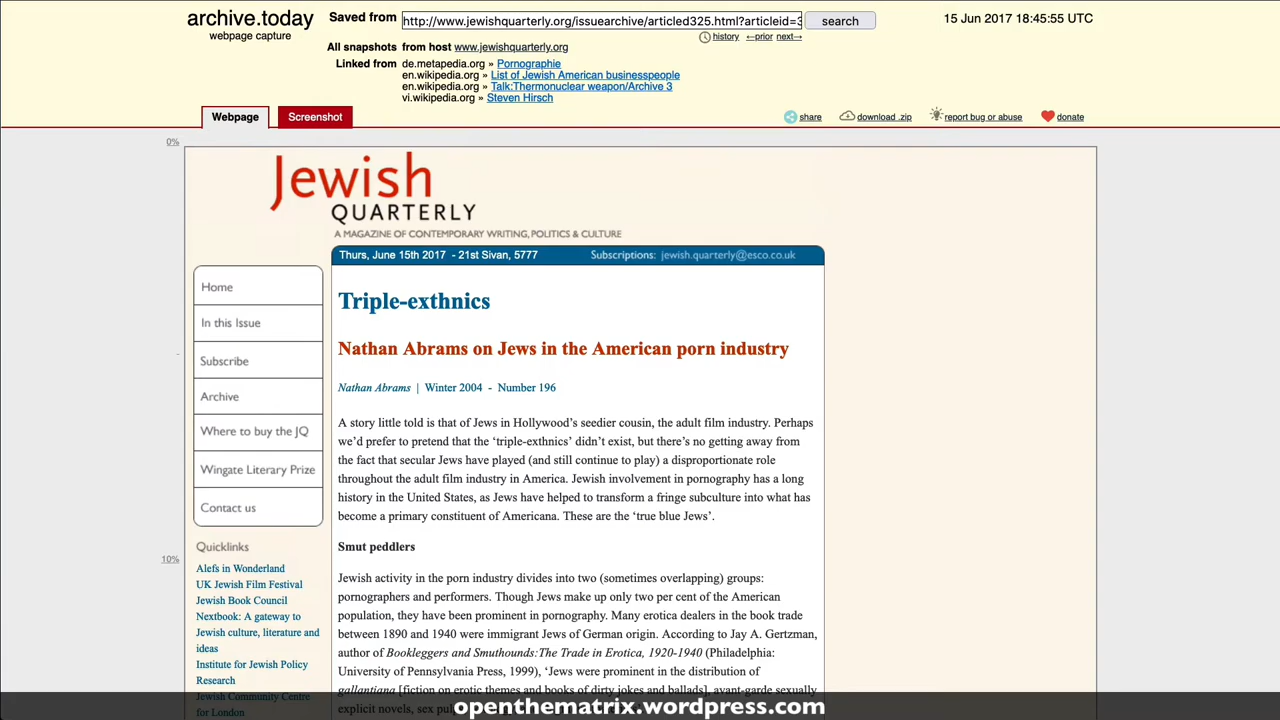 archive.today
webpage capture
Saved from http://www.jewishquarterly.org/issuearchive/articled325.html?articleid=3 search
15 Jun 2017 18:45:55 UTC
history ←prior next→
All snapshots from host www.jewishquarterly.org
Linked from de.metapedia.org » Pornographie
en.wikipedia.org » List of Jewish American businesspeople
en.wikipedia.org » Talk:Thermonuclear weapon/Archive 3
vi.wikipedia.org » Steven Hirsch
Webpage Screenshot
share download .zip report bug or abuse donate
0%
Jewish
QUARTERLY
A MAGAZINE OF CONTEMPORARY WRITING, POLITICS & CULTURE
Thurs, June 15th 2017 - 21st Sivan, 5777 Subscriptions: jewish.quarterly@esco.co.uk
Home
In this Issue
Subscribe
Archive
Where to buy the JQ
Wingate Literary Prize
Contact us
Quicklinks
Alefs in Wonderland
UK Jewish Film Festival
Jewish Book Council
Nextbook: A gateway to
Jewish culture, literature and
ideas
Institute for Jewish Policy
Research
Jewish Community Centre
for London
10%
Triple-exthnics
Nathan Abrams on Jews in the American porn industry
Nathan Abrams | Winter 2004 - Number 196
A story little told is that of Jews in Hollywood’s seedier cousin, the adult film industry. Perhaps
we’d prefer to pretend that the ‘triple-exthnics’ didn’t exist, but there’s no getting away from
the fact that secular Jews have played (and still continue to play) a disproportionate role
throughout the adult film industry in America. Jewish involvement in pornography has a long
history in the United States, as Jews have helped to transform a fringe subculture into what has
become a primary constituent of Americana. These are the ‘true blue Jews’.
Smut peddlers
Jewish activity in the porn industry divides into two (sometimes overlapping) groups:
pornographers and performers. Though Jews make up only two per cent of the American
population, they have been prominent in pornography. Many erotica dealers in the book trade
between 1890 and 1940 were immigrant Jews of German origin. According to Jay A. Gertzman,
author of Bookleggers and Smuthounds:The Trade in Erotica, 1920-1940 (Philadelphia:
University of Pennsylvania Press, 1999), ‘Jews were prominent in the distribution of
gallantiana [fiction on erotic themes and books of dirty jokes and ballads], avant-garde sexually
explicit novels, sex
openthematrix.wordpress.com